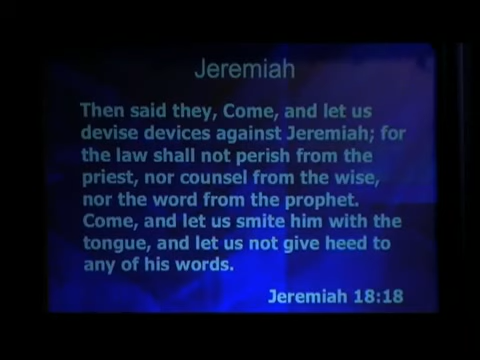 Jeremiah
Then said they, Come, and let us
devise devices against Jeremiah; for
the law shall not perish from the
priest, nor counsel from the wise,
nor the word from the prophet.
Come, and let us smite him with the
tongue, and let us not give heed to
any of his words.
Jeremiah 18:18